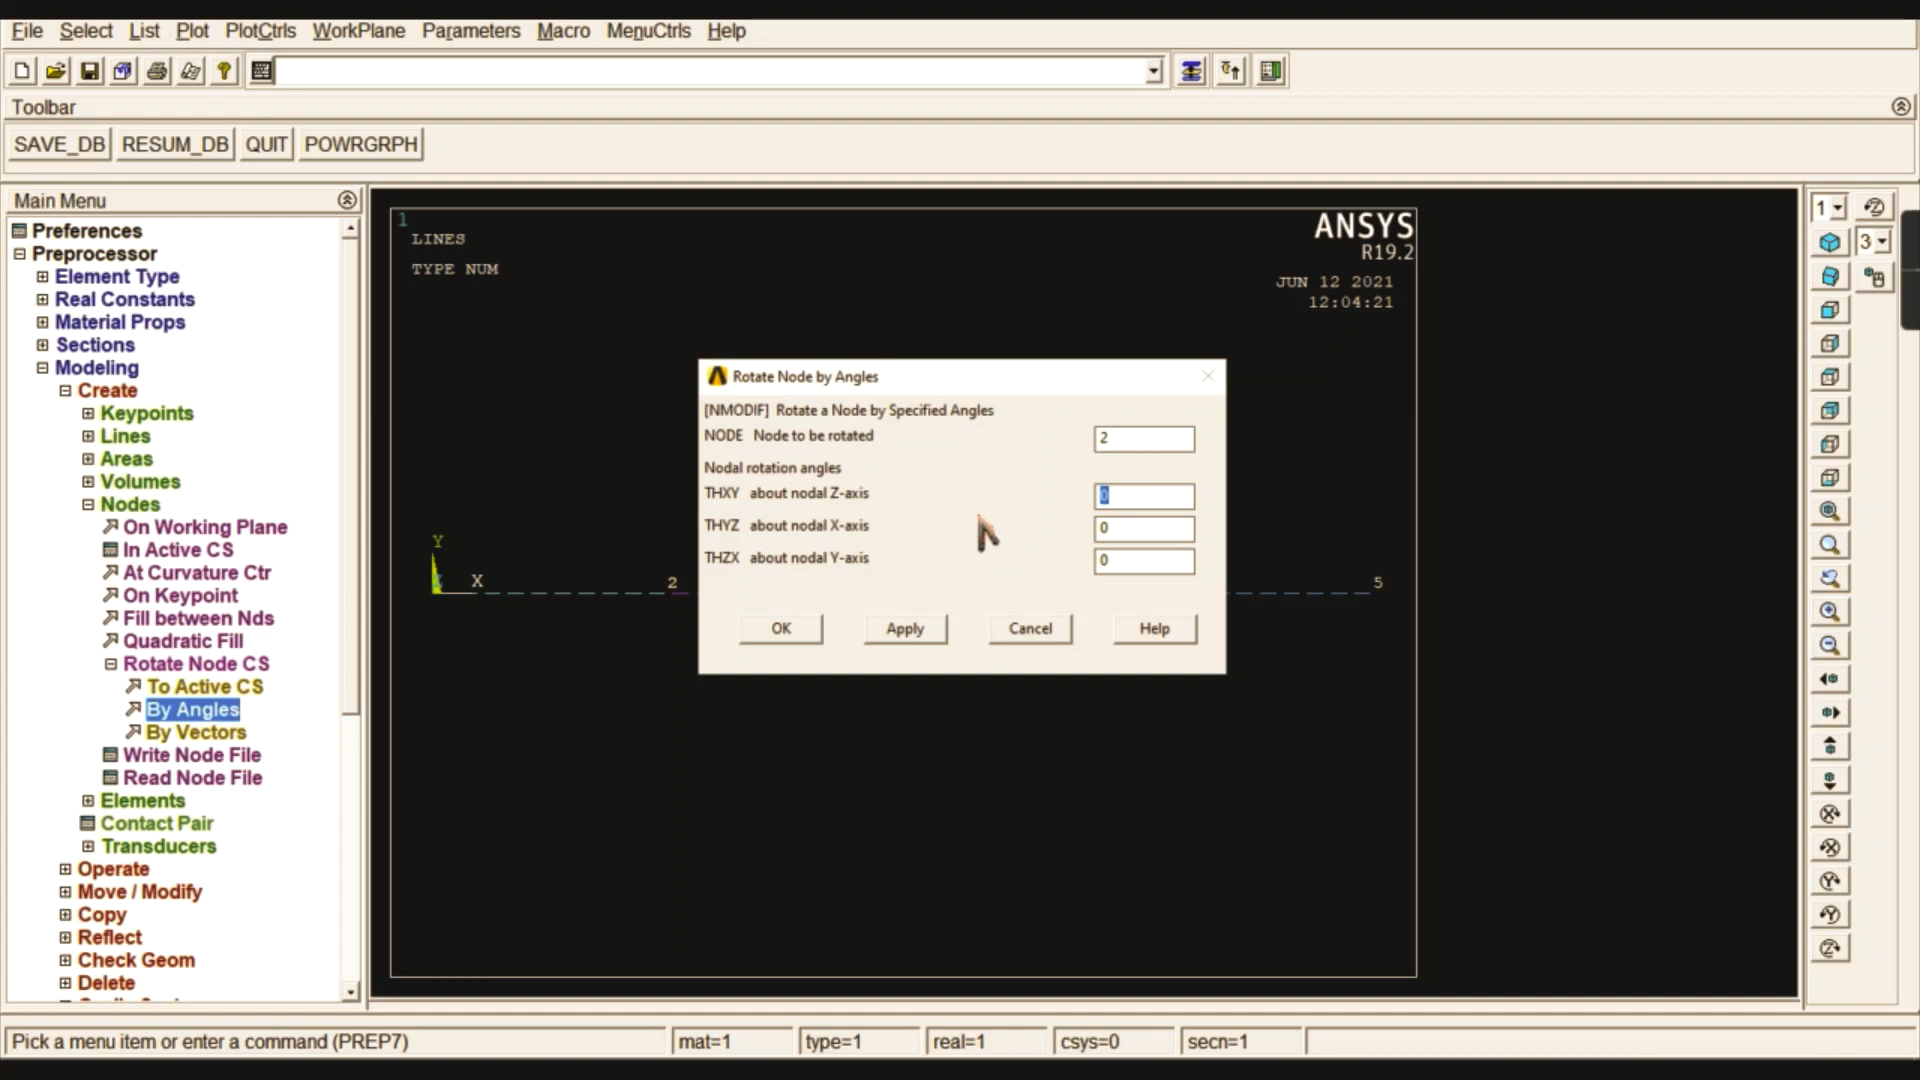 File Select List Plot PlotCtrls WorkPlane Parameters Macro MenuCtrls Help
Toolbar
SAVE_DB RESUM_DB QUIT POWRGRPH
Main Menu
Preferences
Preprocessor
Element Type
Real Constants
Material Props
Sections
Modeling
Create
Keypoints
Lines
Areas
Volumes
Nodes
On Working Plane
In Active CS
At Curvature Ctr
On Keypoint
Fill between Nds
Quadratic Fill
Rotate Node CS
To Active CS
By Angles
By Vectors
Write Node File
Read Node File
Elements
Contact Pair
Transducers
Operate
Move / Modify
Copy
Reflect
Check Geom
Delete
1
LINES
TYPE NUM
ANSYS
R19.2
JUN 12 2021
12:04:21
Y
X
2
5
Rotate Node by Angles
[NMODIF] Rotate a Node by Specified Angles
NODE Node to be rotated 2
Nodal rotation angles
THXY about nodal Z-axis 0
THYZ about nodal X-axis 0
THZX about nodal Y-axis 0
OK Apply Cancel Help
1
3
Pick a menu item or enter a command (PREP7) mat=1 type=1 real=1 csys=0 secn=1